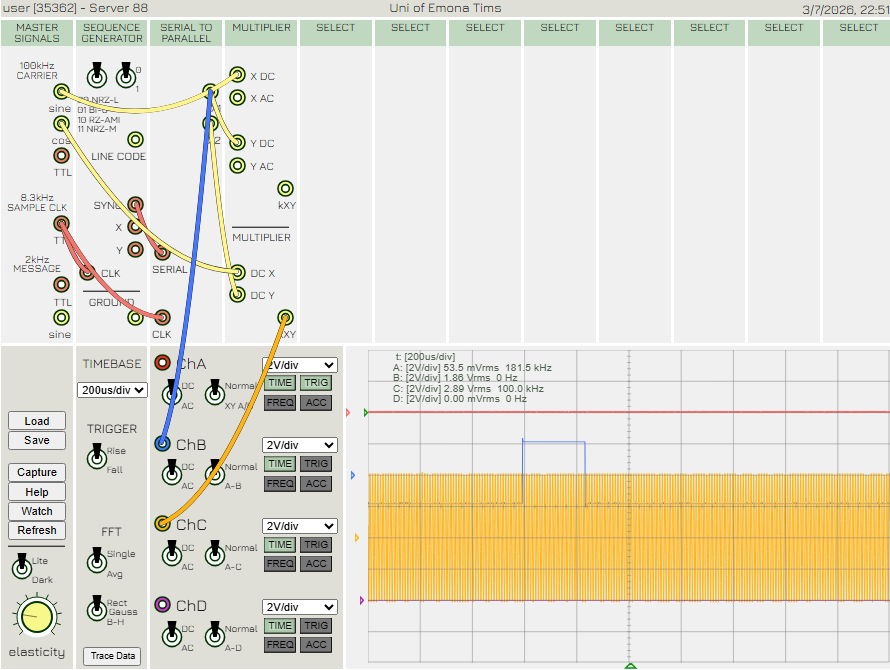 user [35362] - Server 88
Uni of Emona Tims
3/7/2026, 22:51
MASTER SIGNALS
SEQUENCE GENERATOR
SERIAL TO PARALLEL
MULTIPLIER
SELECT
SELECT
SELECT
SELECT
SELECT
SELECT
SELECT
SELECT
100kHz
CARRIER
sine
cos
TTL
8.3kHz
SAMPLE CLK
2kHz
MESSAGE
TTL
sine
0
1
NRZ-L
01
10 RZ-AMI
11 NRZ-M
LINE CODE
SYNC
X
Y
CLK
GROUND
SERIAL
CLK
X DC
X AC
Y DC
Y AC
kXY
MULTIPLIER
DC X
DC Y
TIMEBASE
200us/div
TRIGGER
Rise
Fall
FFT
Single
Avg
Rect
Gauss
B-H
Trace Data
Load
Save
Capture
Help
Watch
Refresh
Lite
Dark
elasticity
ChA
2V/div
DC
AC
Normal
TIME
TRIG
FREQ
ACC
ChB
2V/div
DC
AC
Normal
A-B
TIME
TRIG
FREQ
ACC
ChC
2V/div
DC
AC
Normal
A-C
TIME
TRIG
FREQ
ACC
ChD
2V/div
DC
AC
Normal
A-D
TIME
TRIG
FREQ
ACC
t: [200us/div]
A: [2V/div] 53.5 mVrms 181.5 kHz
B: [2V/div] 1.86 Vrms 0 Hz
C: [2V/div] 2.89 Vrms 100.0 kHz
D: [2V/div] 0.00 mVrms 0 Hz